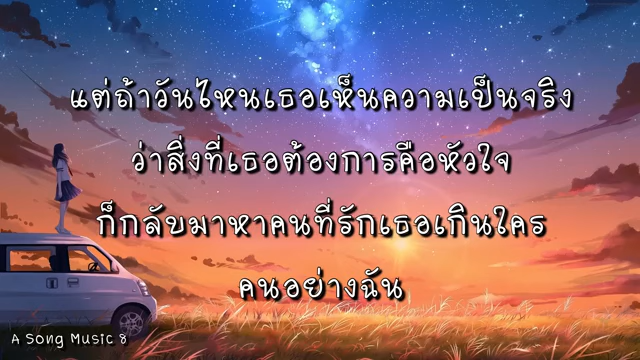 แต่ถ้าวันไหนเธอเห็นความเป็นจริง
ว่าสิ่งที่เธอต้องการคือหัวใจ
ก็กลับมาหาคนที่รักเธอเกินใคร
คนอย่างฉัน
A Song Music 8